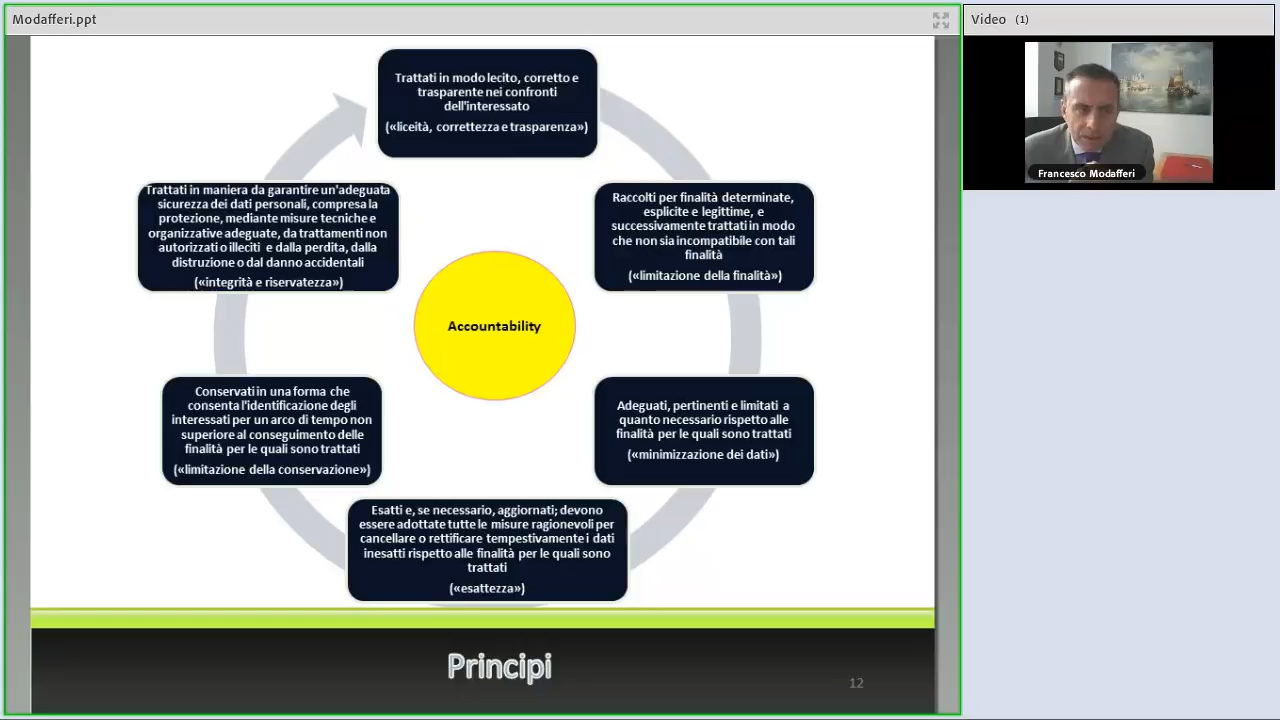 Modafferi.ppt
Video (1)
Francesco Modafferi
Trattati in modo lecito, corretto e
trasparente nei confronti
dell'interessato
(«liceità, correttezza e trasparenza»)
Raccolti per finalità determinate,
esplicite e legittime, e
successivamente trattati in modo
che non sia incompatibile con tali
finalità
(«limitazione della finalità»)
Adeguati, pertinenti e limitati a
quanto necessario rispetto alle
finalità per le quali sono trattati
(«minimizzazione dei dati»)
Esatti e, se necessario, aggiornati; devono
essere adottate tutte le misure ragionevoli per
cancellare o rettificare tempestivamente i dati
inesatti rispetto alle finalità per le quali sono
trattati
(«esattezza»)
Conservati in una forma che
consenta l'identificazione degli
interessati per un arco di tempo non
superiore al conseguimento delle
finalità per le quali sono trattati
(«limitazione della conservazione»)
Trattati in maniera da garantire un'adeguata
sicurezza dei dati personali, compresa la
protezione, mediante misure tecniche e
organizzative adeguate, da trattamenti non
autorizzati o illeciti e dalla perdita, dalla
distruzione o dal danno accidentali
(«integrità e riservatezza»)
Accountability
Principi
12